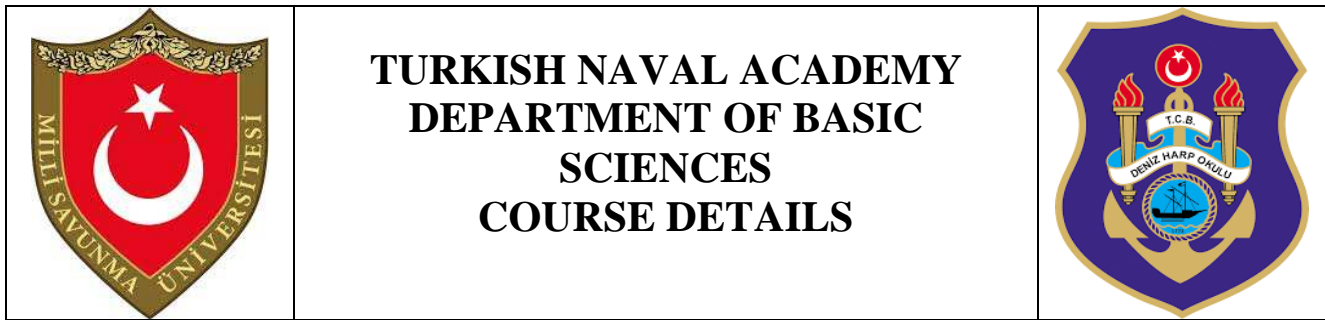 MİLLİ SAVUNMA ÜNİVERSİTESİ
TURKISH NAVAL ACADEMY
DEPARTMENT OF BASIC
SCIENCES
COURSE DETAILS
T.C.B.
DENİZ HARP OKULU